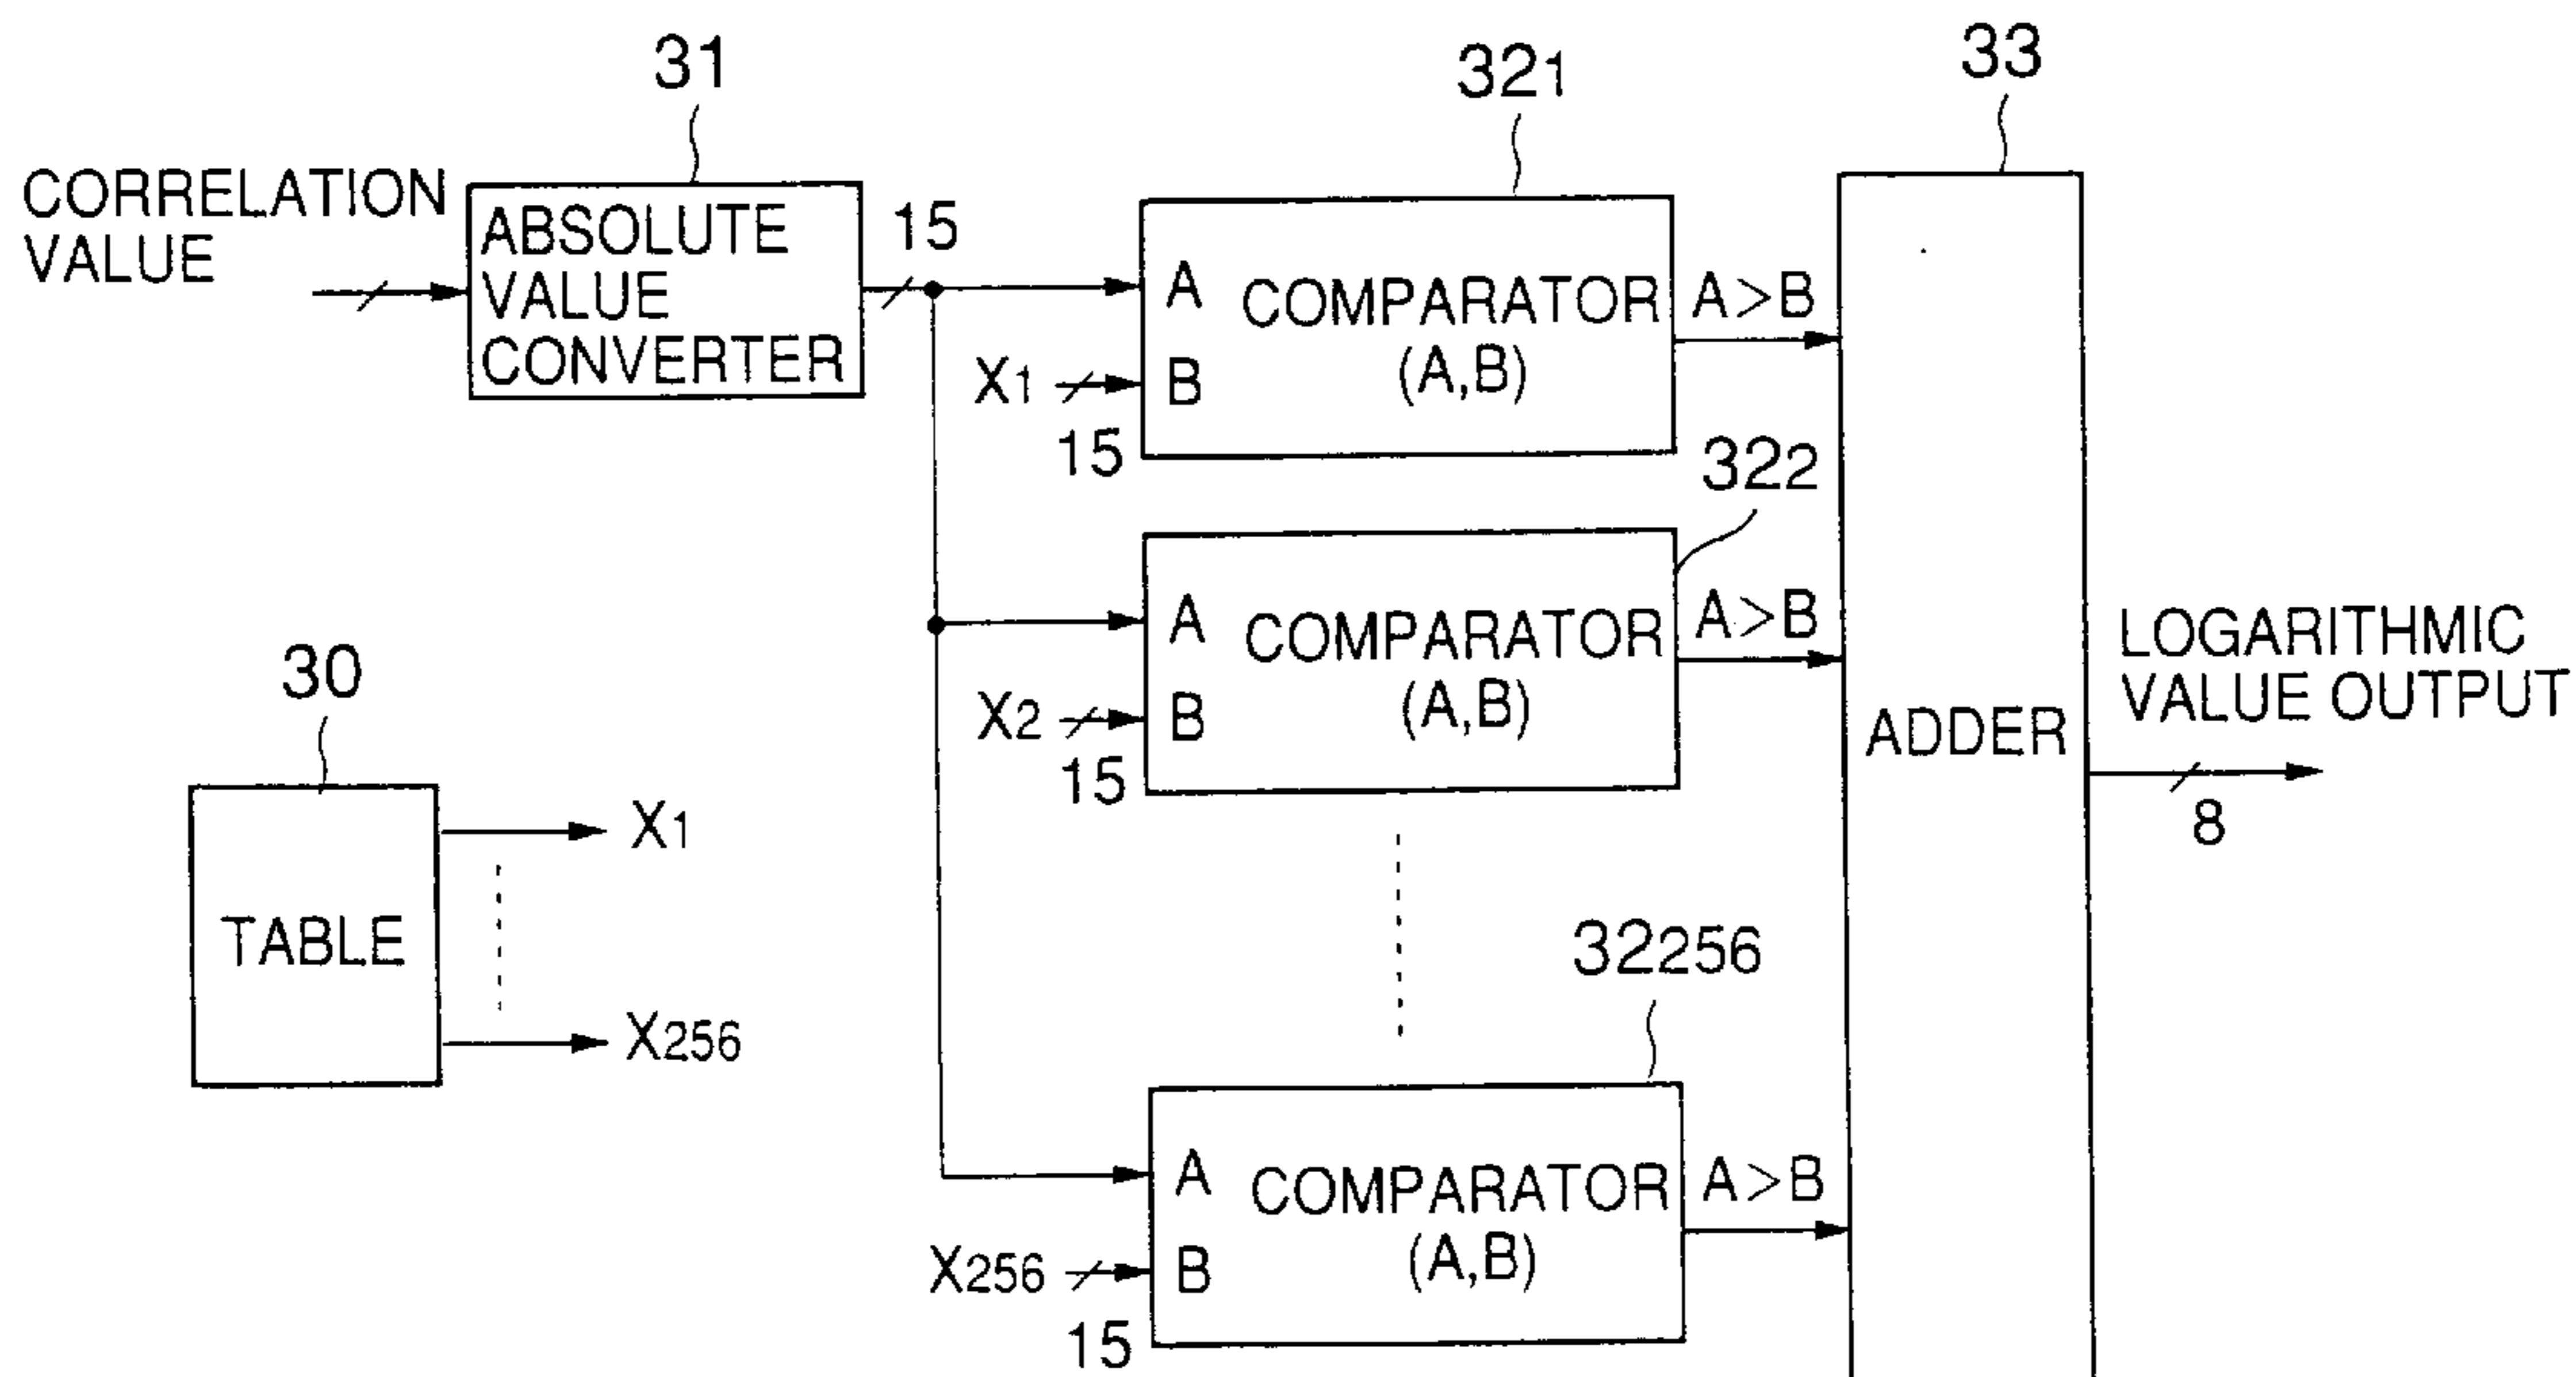 31
321
33
CORRELATION
VALUE
ABSOLUTE
VALUE
CONVERTER
15
A
COMPARATOR
(A,B)
B
X1
15
A>B
322
A
COMPARATOR
(A,B)
B
X2
15
A>B
ADDER
LOGARITHMIC
VALUE OUTPUT
8
30
TABLE
X1
X256
32256
A
COMPARATOR
(A,B)
B
X256
15
A>B